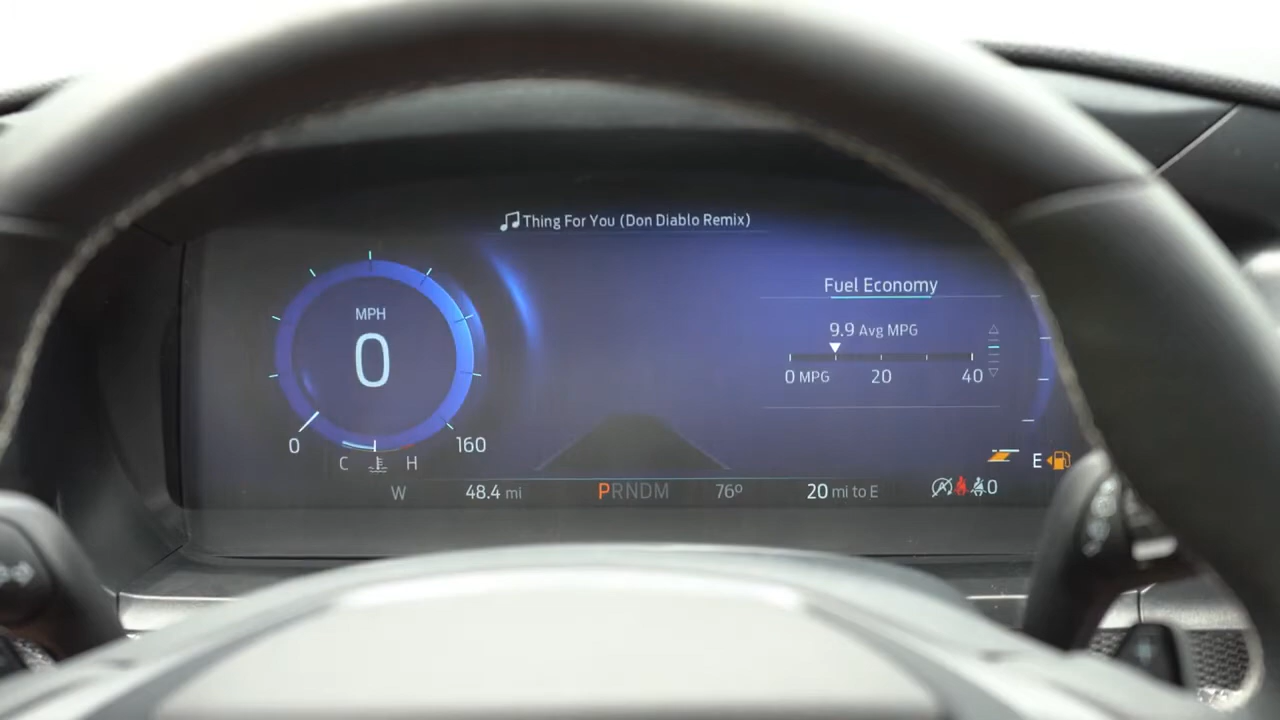 Thing For You (Don Diablo Remix)
MPH
0
0
160
C H
Fuel Economy
9.9 Avg MPG
0 MPG 20 40
E
W 48.4 mi PRNDM 76º 20 mi to E 0